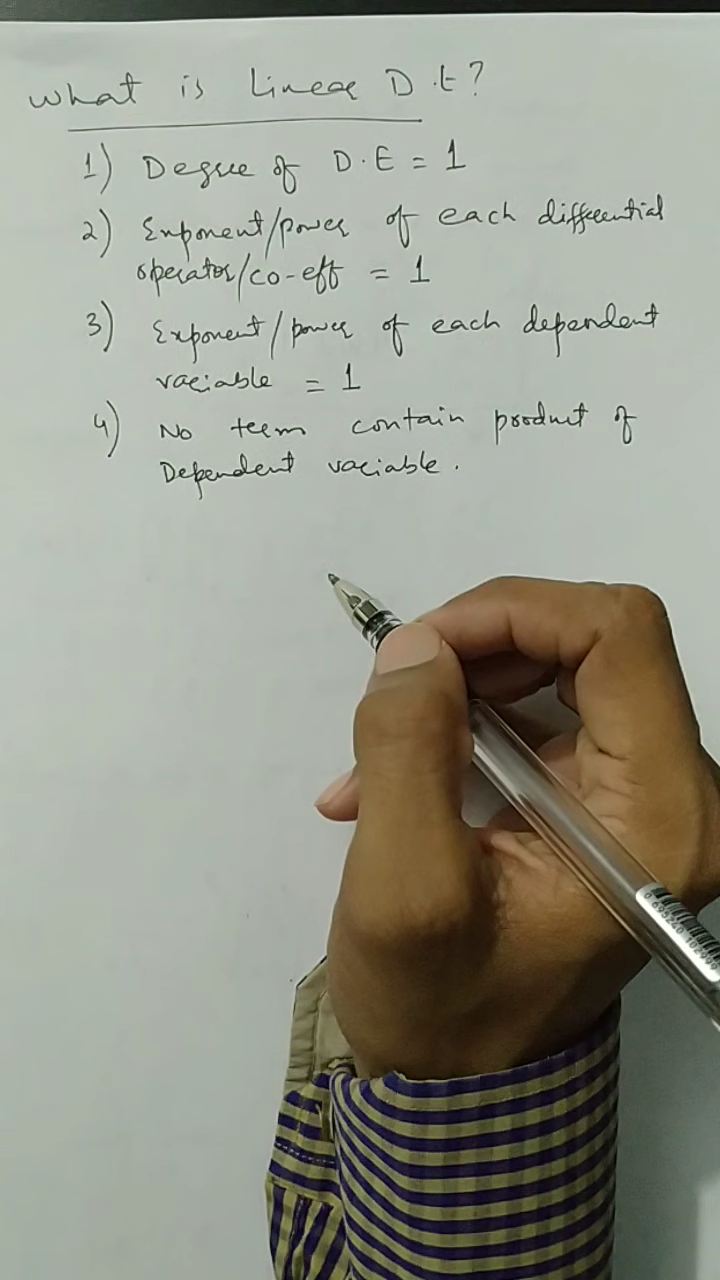 What is Linear D.E?
1) Degree of D.E = 1
2) Exponent/power of each differential
operator/co-eff = 1
3) Exponent/power of each dependent
variable = 1
4) No term contain product of
Dependent variable.